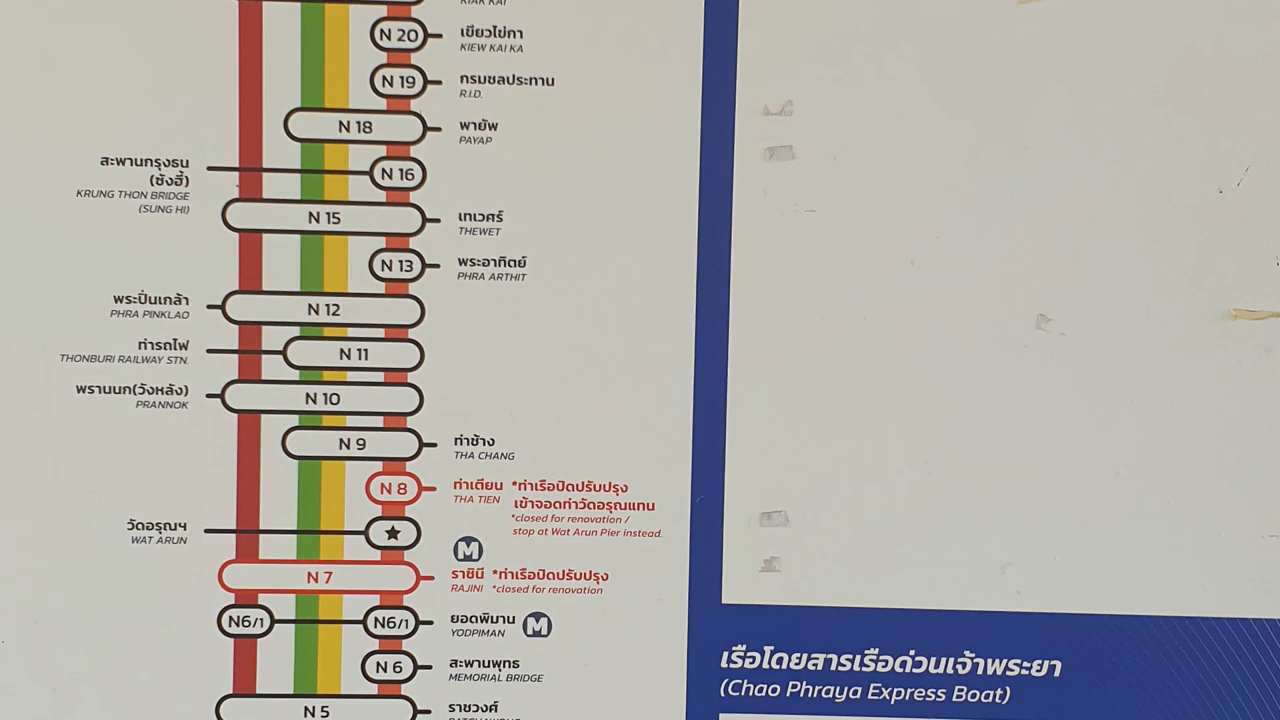 KIAK KAI
N 20
เขียวไข่กา
KIEW KAI KA
N 19
กรมชลประทาน
R.I.D.
N 18
พายัพ
PAYAP
สะพานกรุงธน
(ซังฮี้)
KRUNG THON BRIDGE
(SUNG HI)
N 16
N 15
เทเวศร์
THEWET
N 13
พระอาทิตย์
PHRA ARTHIT
พระปิ่นเกล้า
PHRA PINKLAO
N 12
ท่ารถไฟ
THONBURI RAILWAY STN.
N 11
พรานนก(วังหลัง)
PRANNOK
N 10
N 9
ท่าช้าง
THA CHANG
N 8
ท่าเตียน *ท่าเรือปิดปรับปรุง
THA TIEN เข้าจอดท่าวัดอรุณแทน
*closed for renovation /
stop at Wat Arun Pier instead.
วัดอรุณฯ
WAT ARUN
M
N 7
ราชินี *ท่าเรือปิดปรับปรุง
RAJINI *closed for renovation
N6/1
N6/1
ยอดพิมาน
YODPIMAN
M
N 6
สะพานพุทธ
MEMORIAL BRIDGE
N 5
ราชวงศ์
เรือโดยสารเรือด่วนเจ้าพระยา
(Chao Phraya Express Boat)